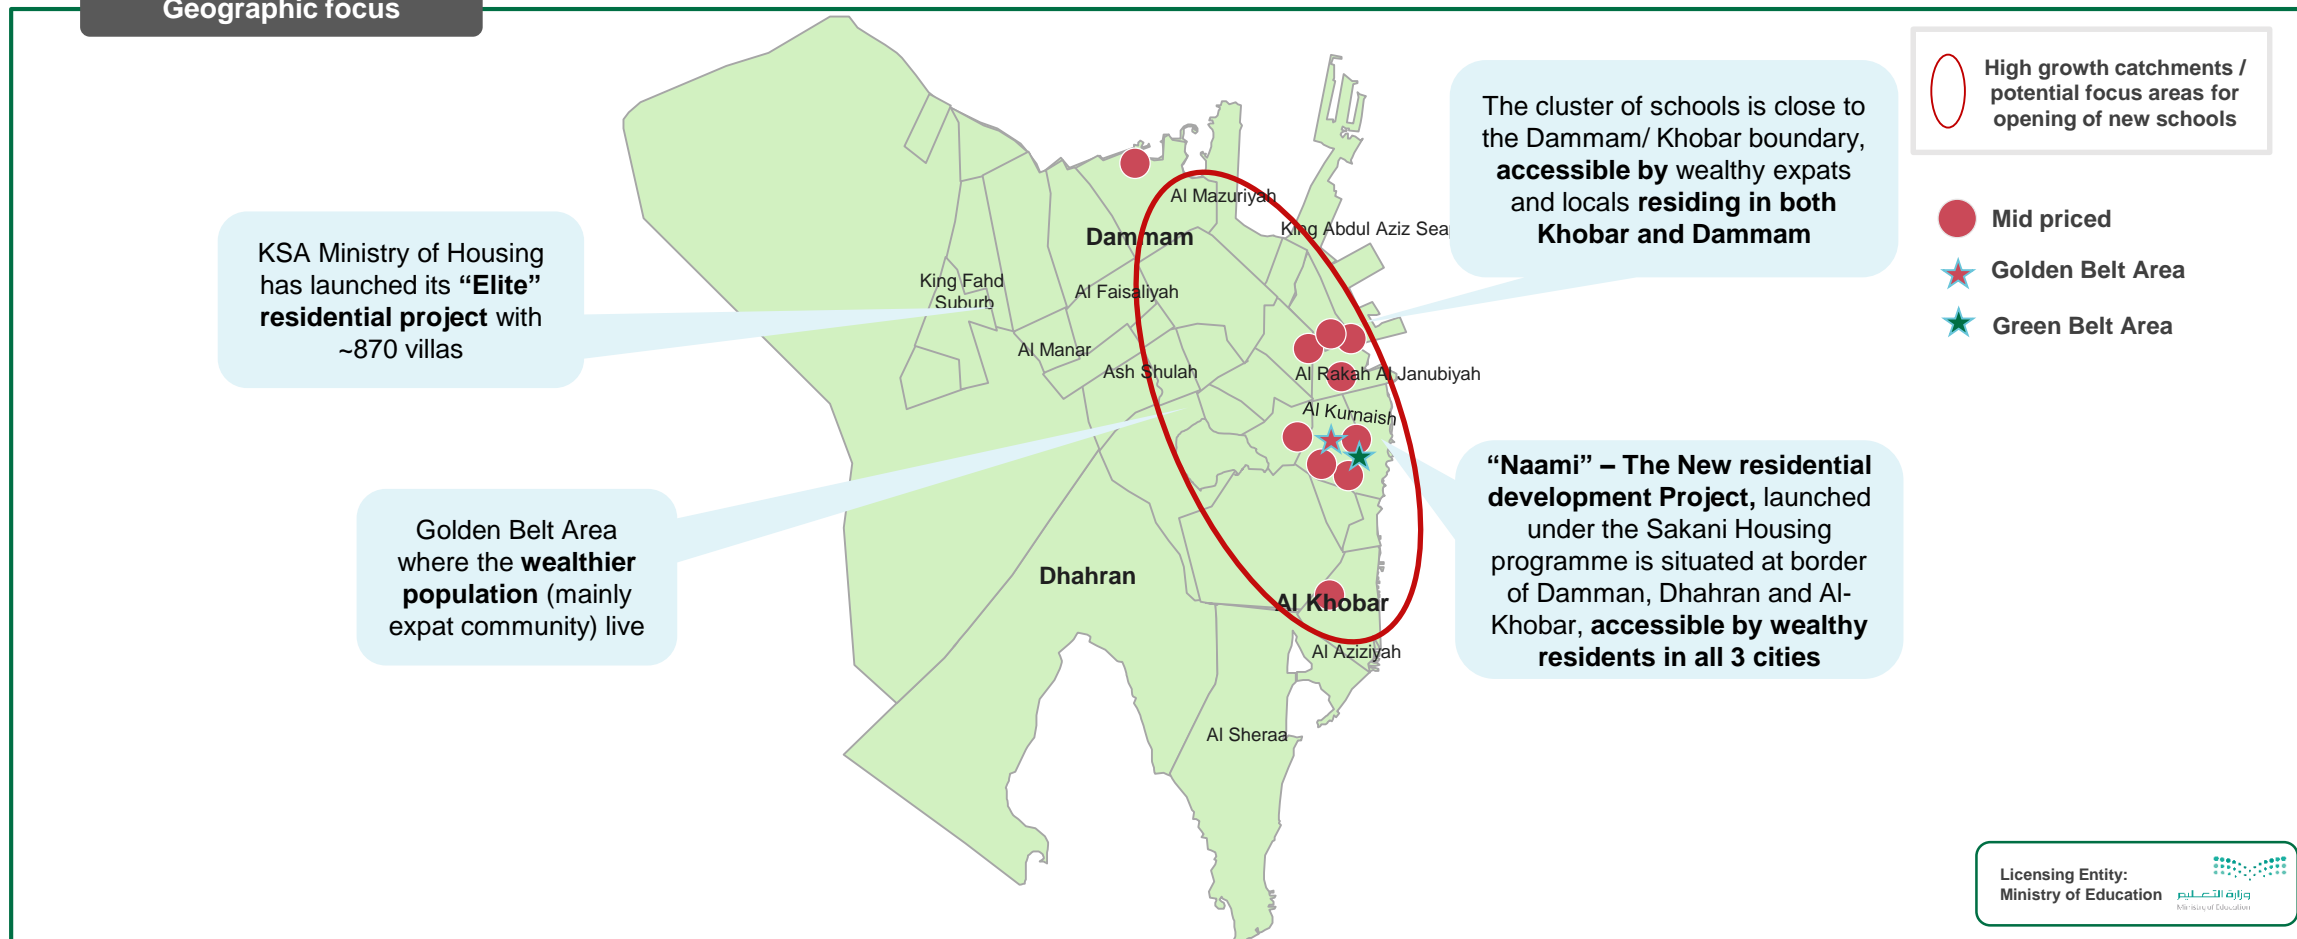 Geographic focus
KSA Ministry of Housing
has launched its “Elite”
residential project with
~870 villas
Golden Belt Area
where the wealthier
population (mainly
expat community) live
Al Mazuriyah
Dammam
King Abdul Aziz Sea
King Fahd
Suburb
Al Faisaliyah
Al Manar
Ash Shulah
Al Rakah Al Janubiyah
Al Kurnaish
Dhahran
Al Khobar
Al Aziziyah
Al Sheraa
The cluster of schools is close to
the Dammam/ Khobar boundary,
accessible by wealthy expats
and locals residing in both
Khobar and Dammam
“Naami” – The New residential
development Project, launched
under the Sakani Housing
programme is situated at border
of Damman, Dhahran and Al-
Khobar, accessible by wealthy
residents in all 3 cities
High growth catchments /
potential focus areas for
opening of new schools
Mid priced
Golden Belt Area
Green Belt Area
Licensing Entity:
Ministry of Education
وزارة التعليم
Ministry of Education